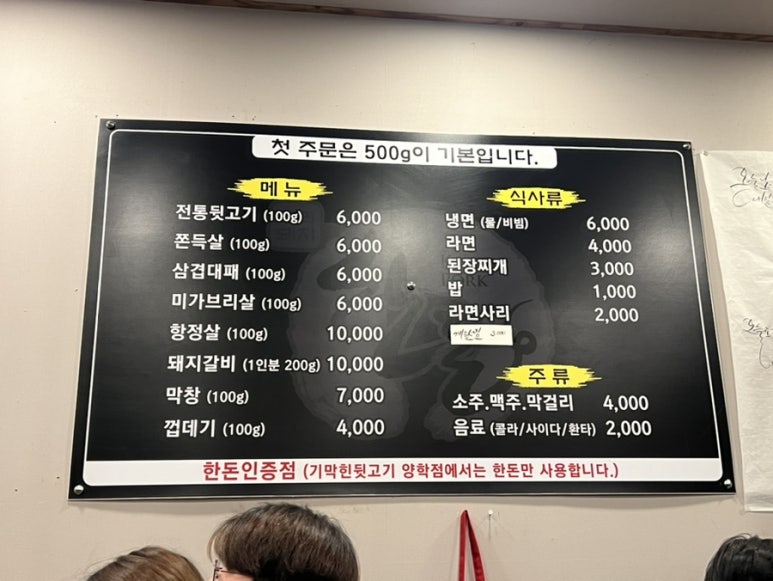 첫 주문은 500g이 기본입니다.
메뉴
전통뒷고기 (100g) 6,000
쫀득살 (100g) 6,000
삼겹대패 (100g) 6,000
미가브리살 (100g) 6,000
항정살 (100g) 10,000
돼지갈비 (1인분 200g) 10,000
막창 (100g) 7,000
껍데기 (100g) 4,000
식사류
냉면 (물/비빔) 6,000
라면 4,000
된장찌개 3,000
밥 1,000
라면사리 2,000
주류
소주.맥주.막걸리 4,000
음료 (콜라/사이다/환타) 2,000
한돈인증점 (기막힌뒷고기 양학점에서는 한돈만 사용합니다.)